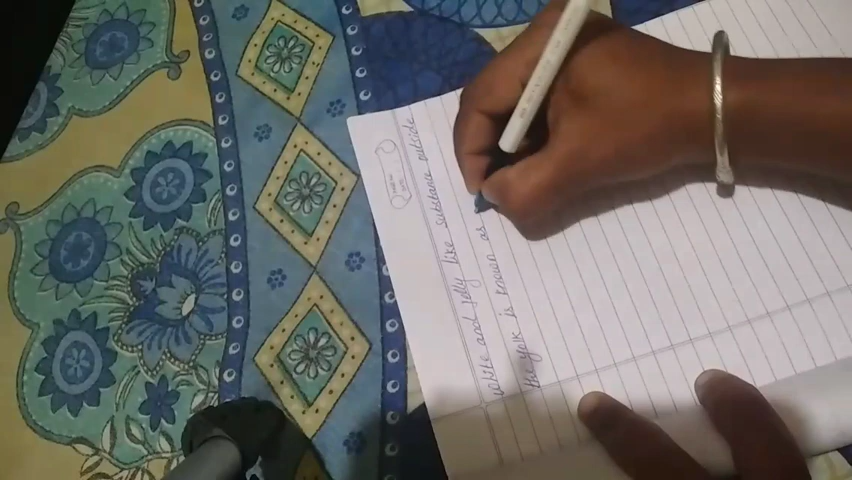 white and jelly like substance outside
the yolk is known as